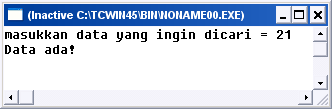 (Inactive C:\TCWIN45\BIN\NONAME00.EXE)
masukkan data yang ingin dicari = 21
Data ada!